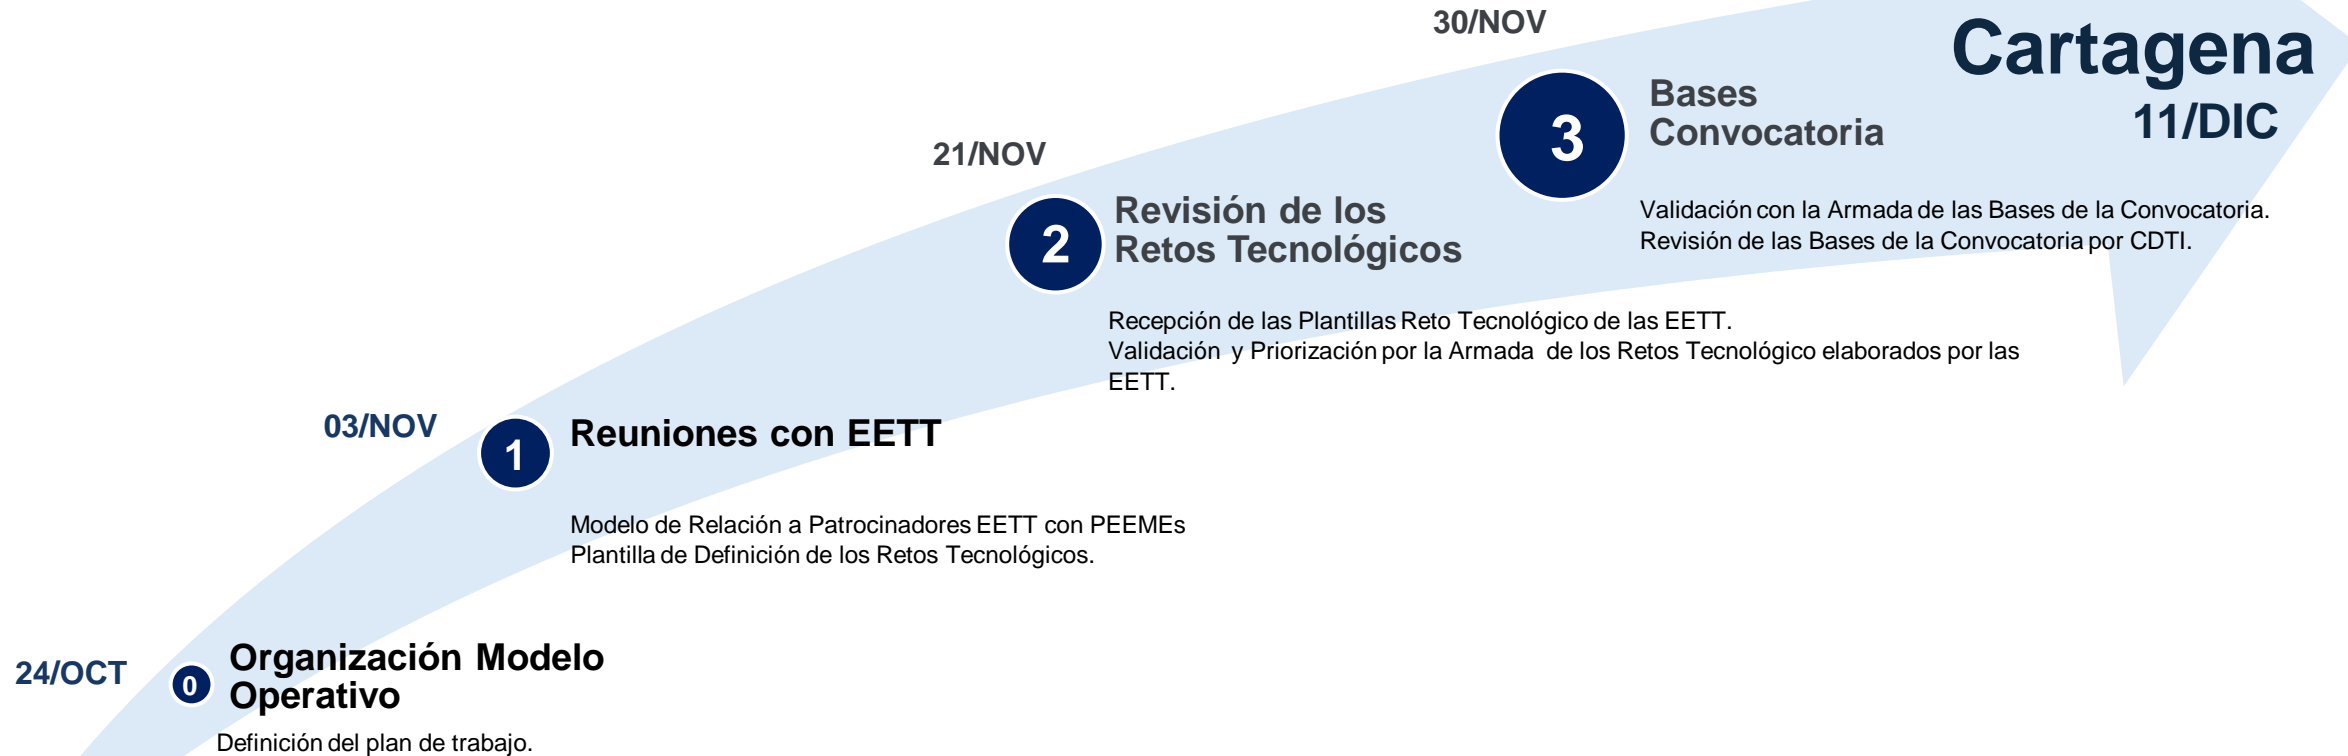 30/NOV
Cartagena
11/DIC
3
Bases
Convocatoria
Validación con la Armada de las Bases de la Convocatoria.
Revisión de las Bases de la Convocatoria por CDTI.
21/NOV
2
Revisión de los
Retos Tecnológicos
Recepción de las Plantillas Reto Tecnológico de las EETT.
Validación y Priorización por la Armada de los Retos Tecnológico elaborados por las
EETT.
03/NOV
1
Reuniones con EETT
Modelo de Relación a Patrocinadores EETT con PEEMEs
Plantilla de Definición de los Retos Tecnológicos.
24/OCT
0
Organización Modelo
Operativo
Definición del plan de trabajo.